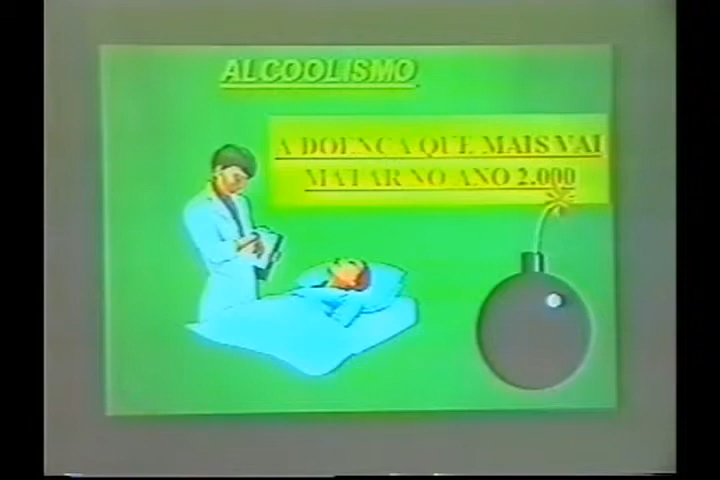 ALCOOLISMO
A DOENÇA QUE MAIS VAI
MATAR NO ANO 2.000